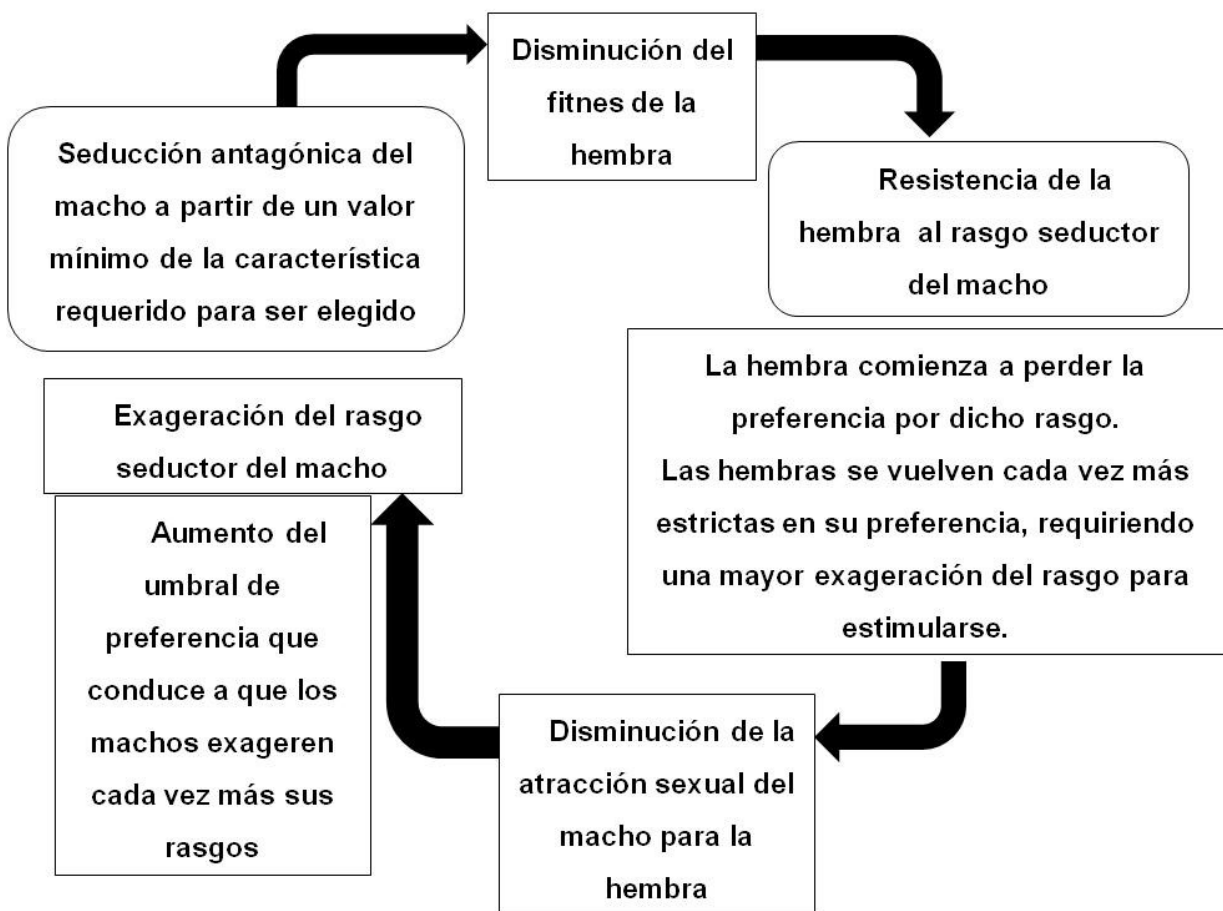 Seducción antagónica del
macho a partir de un valor
mínimo de la característica
requerido para ser elegido
Disminución del
fitnes de la
hembra
Resistencia de la
hembra al rasgo seductor
del macho
La hembra comienza a perder la
preferencia por dicho rasgo.
Las hembras se vuelven cada vez más
estrictas en su preferencia, requiriendo
una mayor exageración del rasgo para
estimularse.
Disminución de la
atracción sexual del
macho para la
hembra
Exageración del rasgo
seductor del macho
Aumento del
umbral de
preferencia que
conduce a que los
machos exageren
cada vez más sus
rasgos